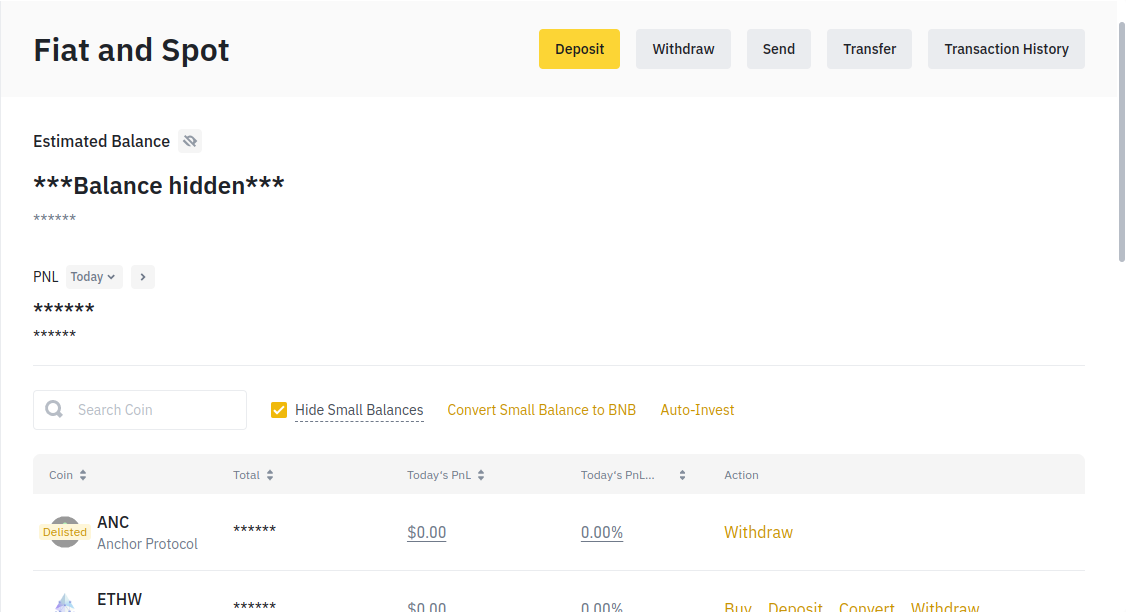 Fiat and Spot
Deposit Withdraw Send Transfer Transaction History
Estimated Balance
***Balance hidden***
******
PNL Today
******
******
Search Coin Hide Small Balances Convert Small Balance to BNB Auto-Invest
Coin Total Today's PnL Today's PnL... Action
Delisted ANC ****** $0.00 0.00% Withdraw
Anchor Protocol
ETHW ****** $0.00 0.00% Buy Deposit Convert Withdraw